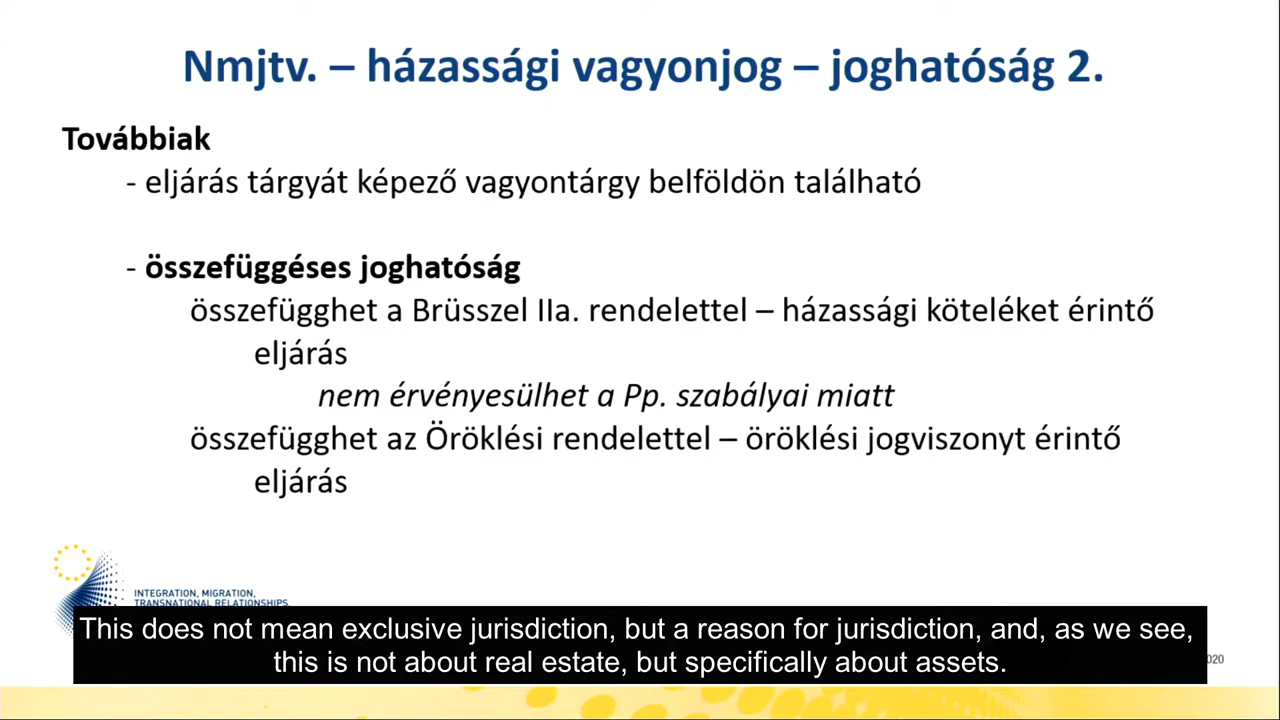 Nmjtv. – házassági vagyonjog – joghatóság 2.
Továbbiak
- eljárás tárgyát képező vagyontárgy belföldön található
- összefüggéses joghatóság
összefügghet a Brüsszel IIa. rendelettel – házassági köteléket érintő
eljárás
nem érvényesülhet a Pp. szabályai miatt
összefügghet az Öröklési rendelettel – öröklési jogviszonyt érintő
eljárás
INTEGRATION, MIGRATION,
TRANSNATIONAL RELATIONSHIPS.
This does not mean exclusive jurisdiction, but a reason for jurisdiction, and, as we see,
this is not about real estate, but specifically about assets.